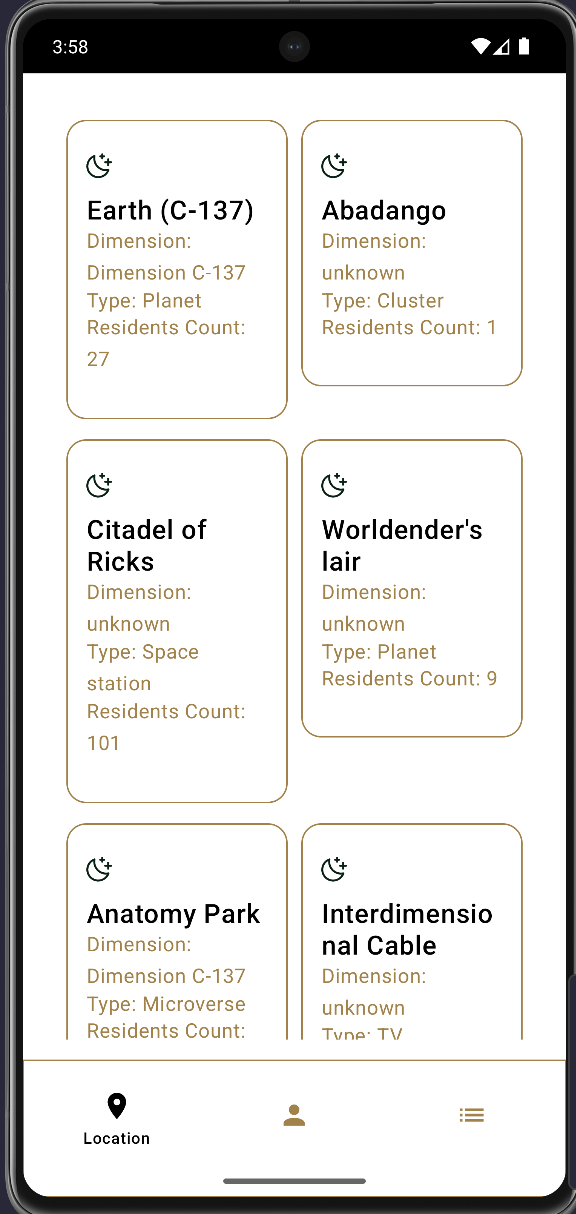 3:58
Earth (C-137)
Dimension:
Dimension C-137
Type: Planet
Residents Count:
27
Abadango
Dimension:
unknown
Type: Cluster
Residents Count: 1
Citadel of
Ricks
Dimension:
unknown
Type: Space
station
Residents Count:
101
Worldender's
lair
Dimension:
unknown
Type: Planet
Residents Count: 9
Anatomy Park
Dimension:
Dimension C-137
Type: Microverse
Residents Count:
Interdimensio
nal Cable
Dimension:
unknown
Type: TV
Location